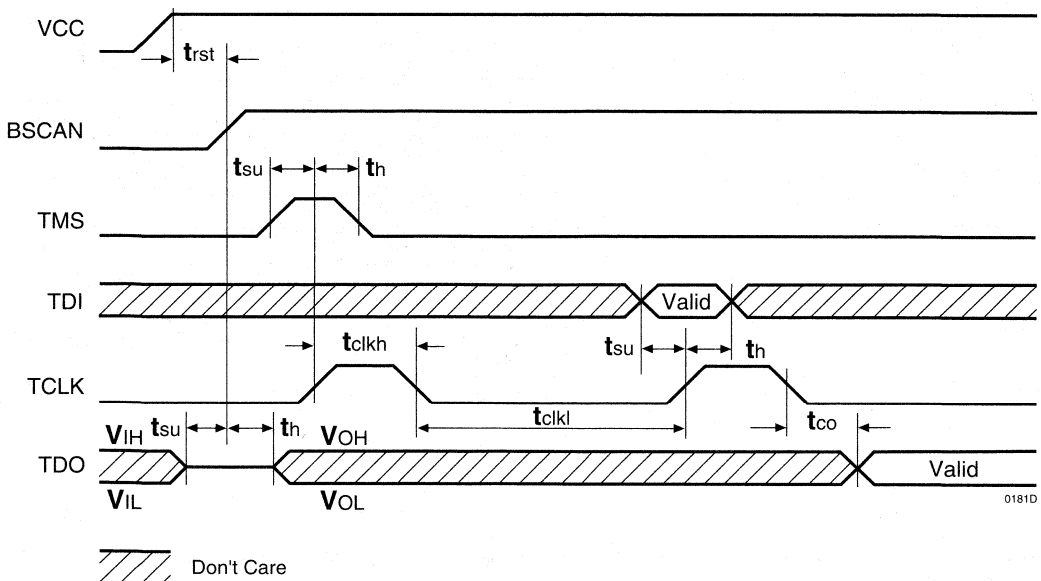 VCC
trst
BSCAN
tsu th
TMS
TDI Valid
tclkh tsu th
TCLK
tclkl tco
VIH tsu th VOH
TDO Valid
VIL VOL
0181D
Don't Care